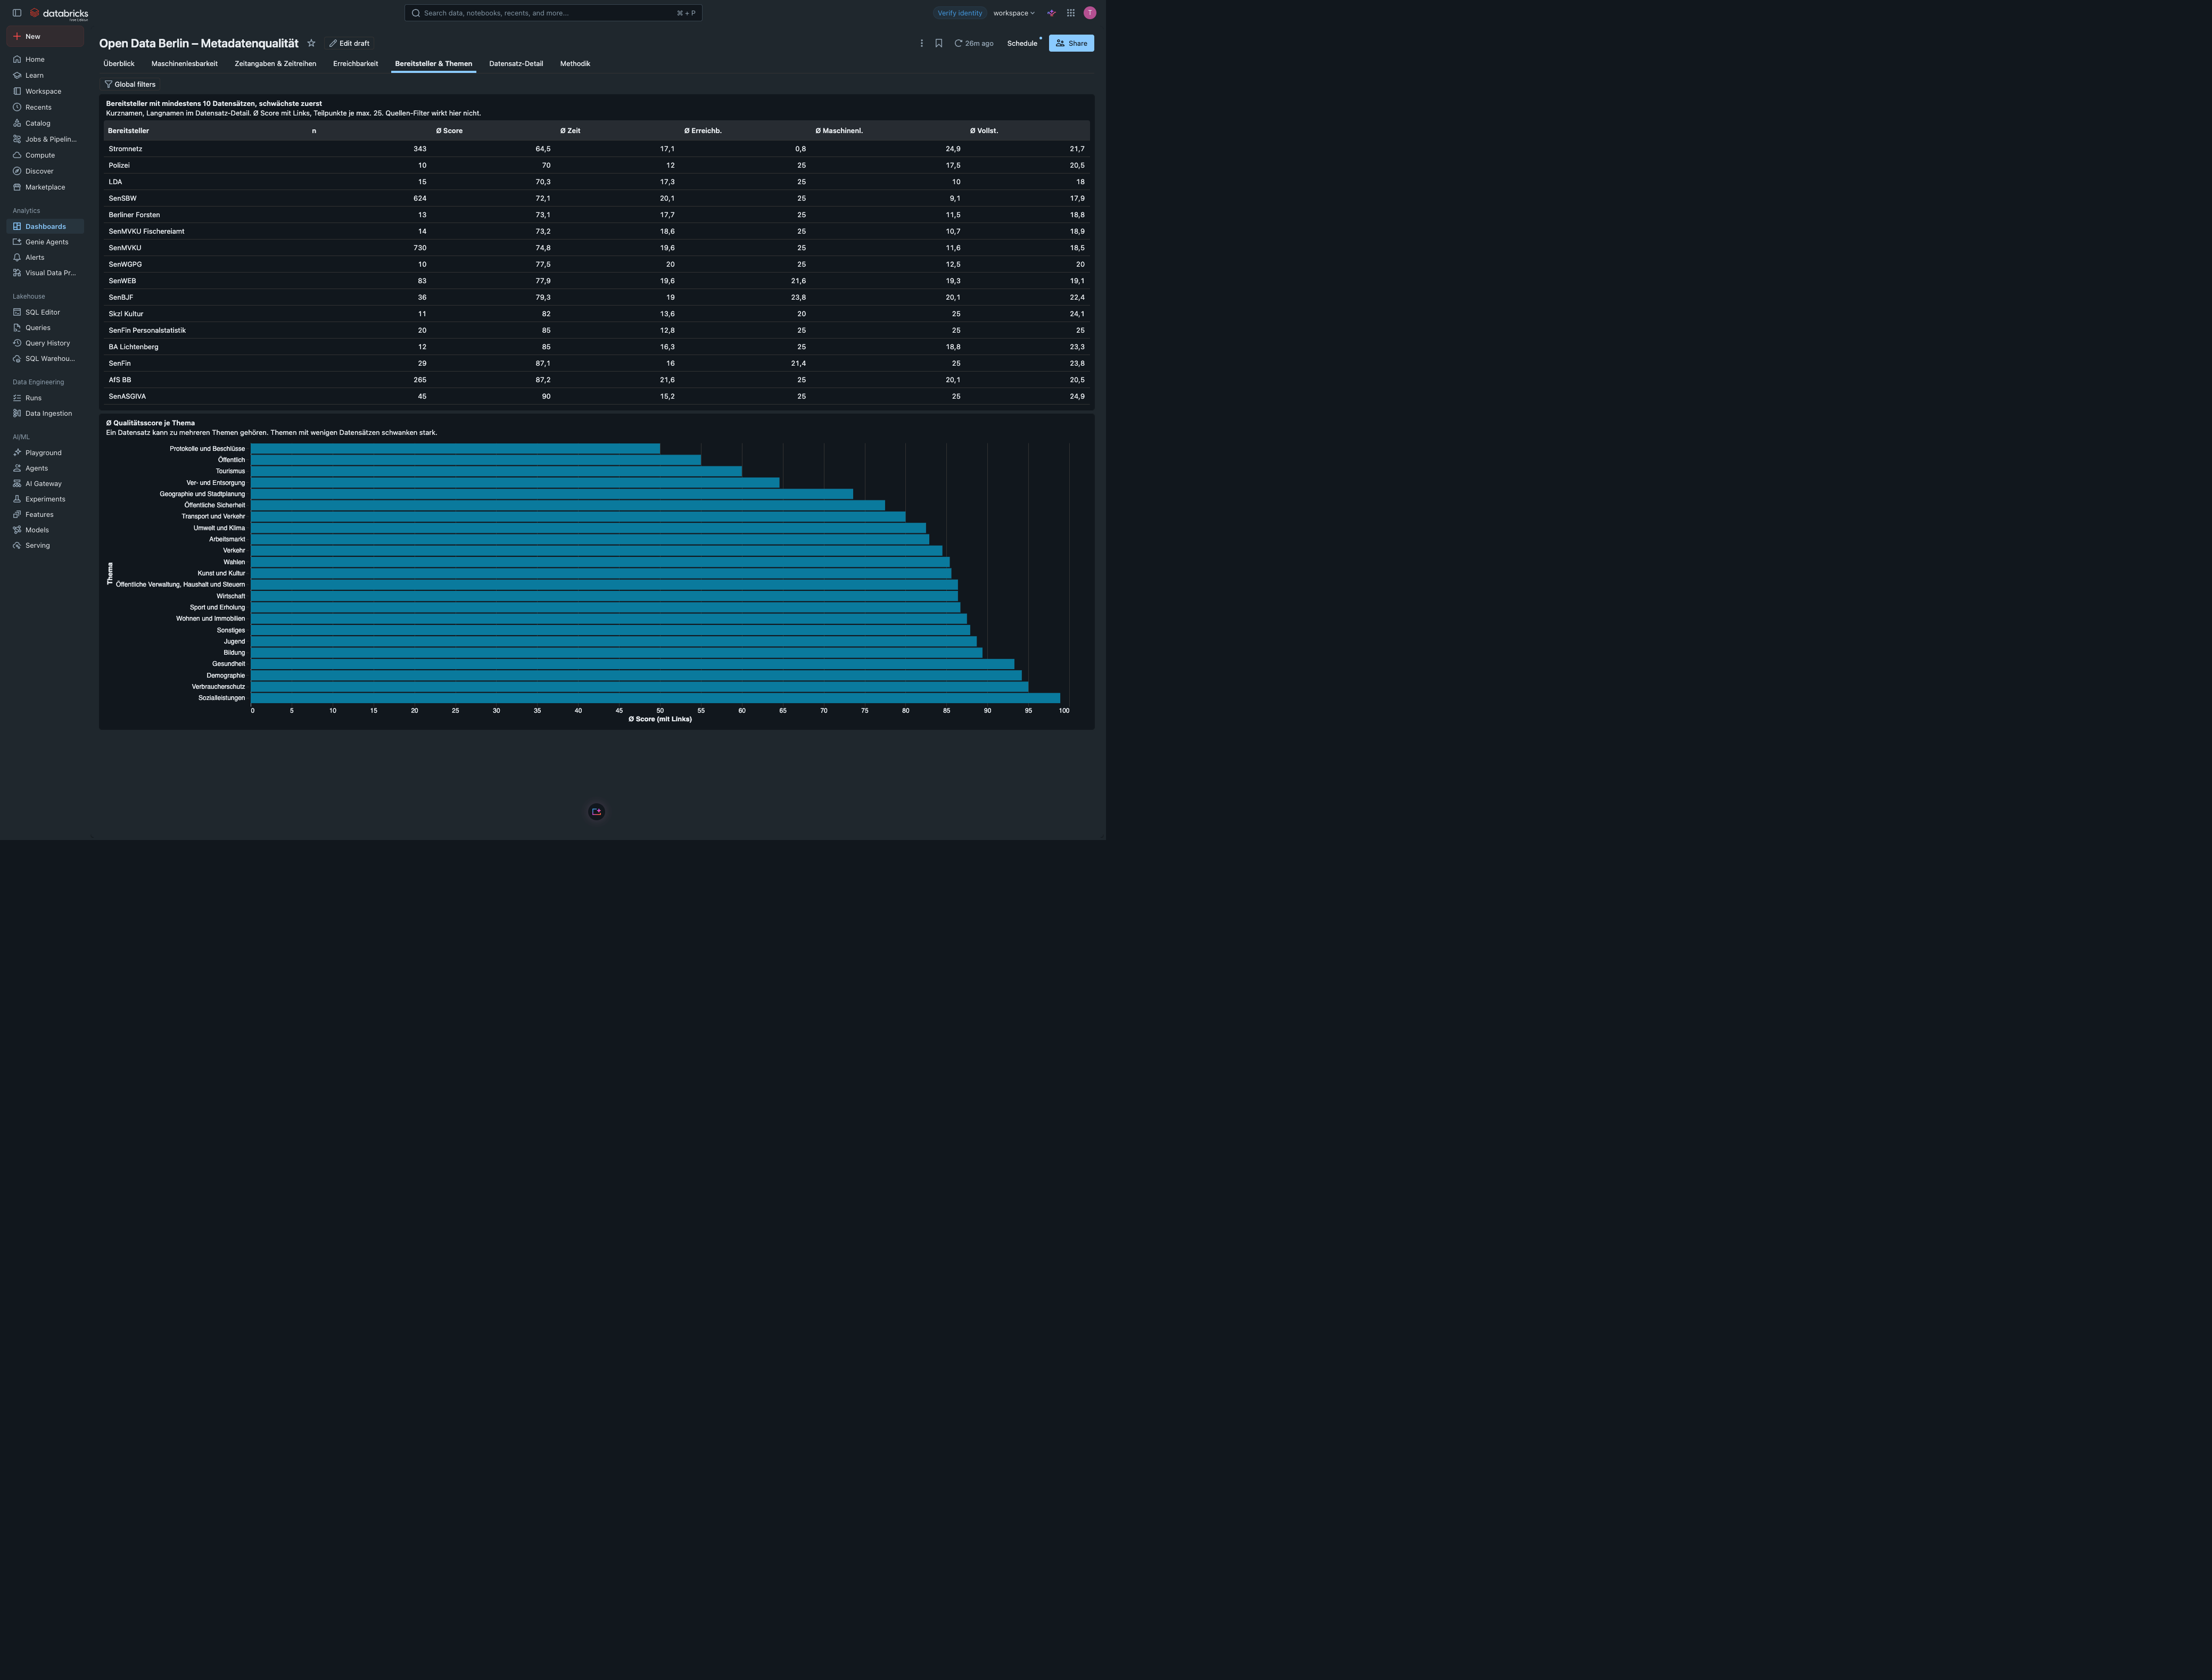 databricks
Free Edition
Search data, notebooks, recents, and more...
⌘ + P
Verify identity
workspace
T
New
Home
Learn
Workspace
Recents
Catalog
Jobs & Pipelin...
Compute
Discover
Marketplace
Analytics
Dashboards
Genie Agents
Alerts
Visual Data Pr...
Lakehouse
SQL Editor
Queries
Query History
SQL Warehou...
Data Engineering
Runs
Data Ingestion
AI/ML
Playground
Agents
AI Gateway
Experiments
Features
Models
Serving
Open Data Berlin – Metadatenqualität
Edit draft
26m ago
Schedule
Share
Überblick Maschinenlesbarkeit Zeitangaben & Zeitreihen Erreichbarkeit Bereitsteller & Themen Datensatz-Detail Methodik
Global filters
Bereitsteller mit mindestens 10 Datensätzen, schwächste zuerst
Kurznamen, Langnamen im Datensatz-Detail. Ø Score mit Links, Teilpunkte je max. 25. Quellen-Filter wirkt hier nicht.
Bereitsteller n Ø Score Ø Zeit Ø Erreichb. Ø Maschinenl. Ø Vollst.
Stromnetz 343 64,5 17,1 0,8 24,9 21,7
Polizei 10 70 12 25 17,5 20,5
LDA 15 70,3 17,3 25 10 18
SenSBW 624 72,1 20,1 25 9,1 17,9
Berliner Forsten 13 73,1 17,7 25 11,5 18,8
SenMVKU Fischereiamt 14 73,2 18,6 25 10,7 18,9
SenMVKU 730 74,8 19,6 25 11,6 18,5
SenWGPG 10 77,5 20 25 12,5 20
SenWEB 83 77,9 19,6 21,6 19,3 19,1
SenBJF 36 79,3 19 23,8 20,1 22,4
Skzl Kultur 11 82 13,6 20 25 24,1
SenFin Personalstatistik 20 85 12,8 25 25 25
BA Lichtenberg 12 85 16,3 25 18,8 23,3
SenFin 29 87,1 16 21,4 25 23,8
AfS BB 265 87,2 21,6 25 20,1 20,5
SenASGIVA 45 90 15,2 25 25 24,9
Ø Qualitätsscore je Thema
Ein Datensatz kann zu mehreren Themen gehören. Themen mit wenigen Datensätzen schwanken stark.
Thema
Protokolle und Beschlüsse
Öffentlich
Tourismus
Ver- und Entsorgung
Geographie und Stadtplanung
Öffentliche Sicherheit
Transport und Verkehr
Umwelt und Klima
Arbeitsmarkt
Verkehr
Wahlen
Kunst und Kultur
Öffentliche Verwaltung, Haushalt und Steuern
Wirtschaft
Sport und Erholung
Wohnen und Immobilien
Sonstiges
Jugend
Bildung
Gesundheit
Demographie
Verbraucherschutz
Sozialleistungen
0 5 10 15 20 25 30 35 40 45 50 55 60 65 70 75 80 85 90 95 100
Ø Score (mit Links)